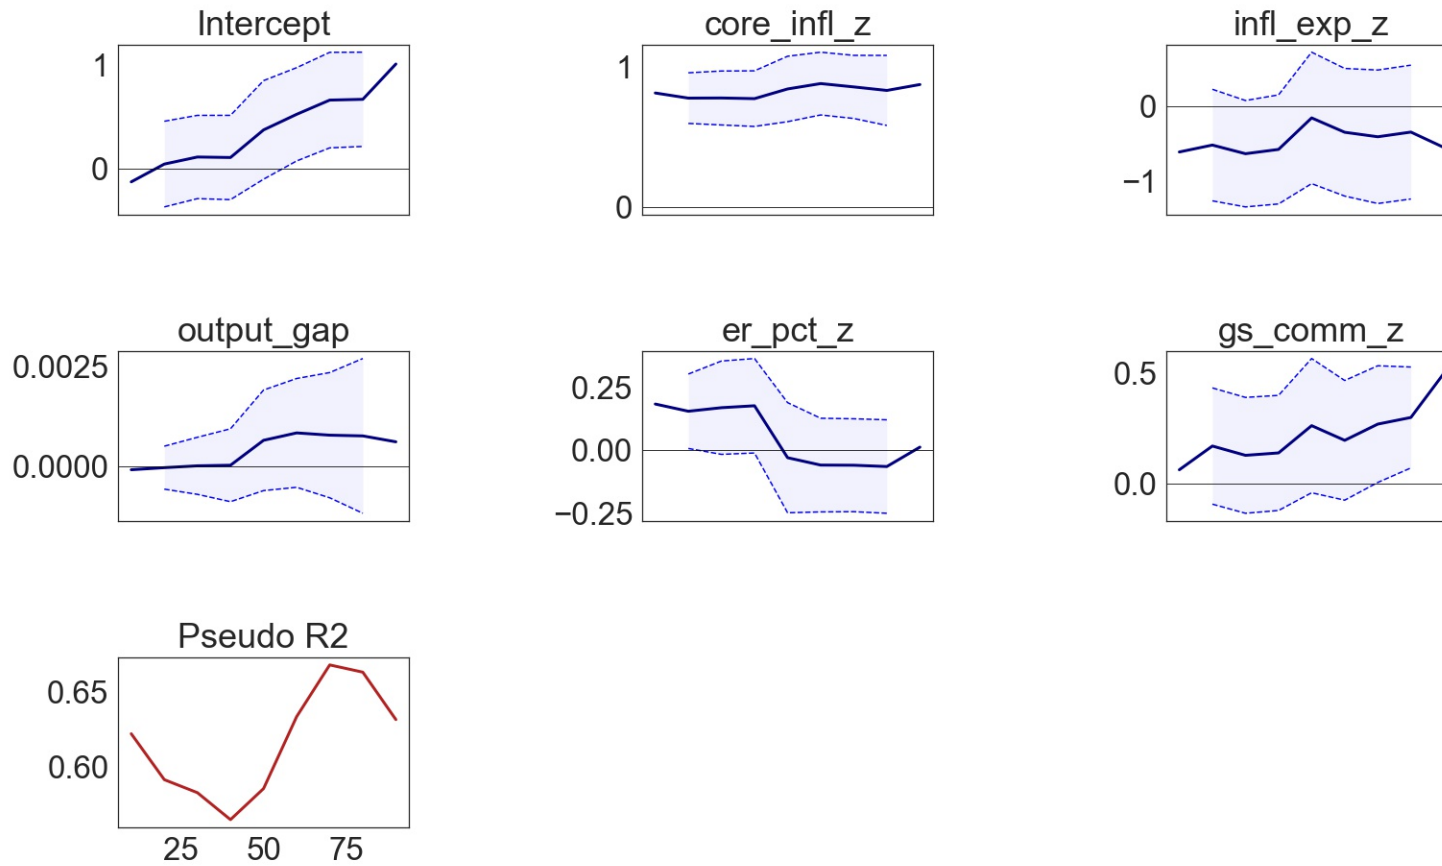 Intercept
core_infl_z
infl_exp_z
1
0
1
0
0
−1
output_gap
er_pct_z
gs_comm_z
0.0025
0.0000
0.25
0.00
−0.25
0.5
0.0
Pseudo R2
0.65
0.60
25 50 75